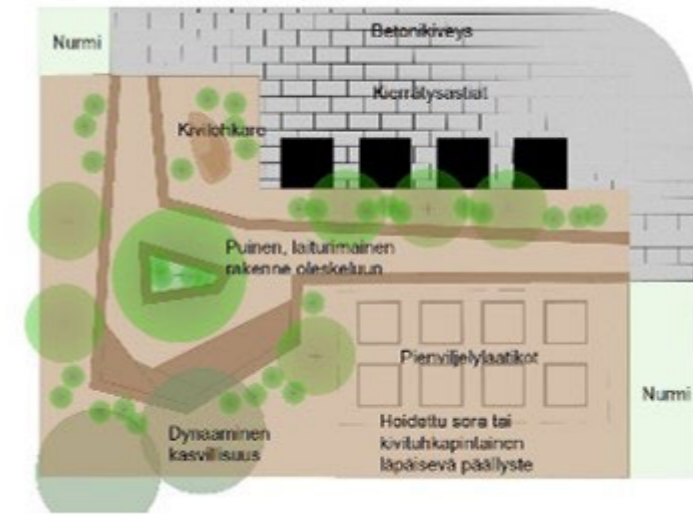 Nurmi
Betonikiveys
Kierrätysastiat
Kivilohkare
Puinen, laiturimainen
rakenne oleskeluun
Pienviljelylaatikot
Nurmi
Dynaaminen
kasvillisuus
Hoidettu sora tai
kivituhkapintainen
läpäisevä päällyste